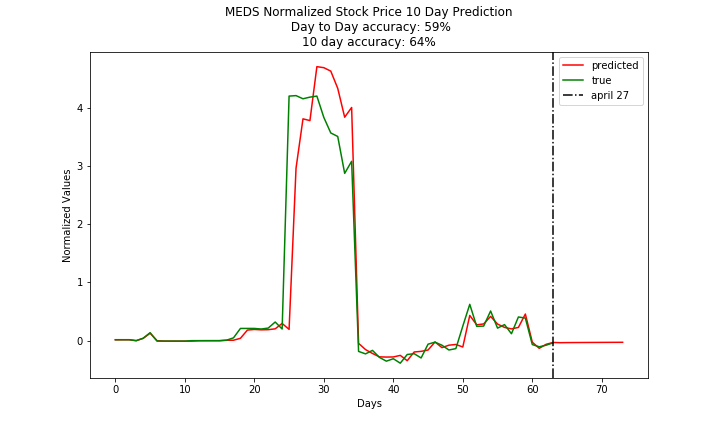 MEDS Normalized Stock Price 10 Day Prediction
Day to Day accuracy: 59%
10 day accuracy: 64%
predicted
true
april 27
Normalized Values
4
3
2
1
0
0 10 20 30 40 50 60 70
Days